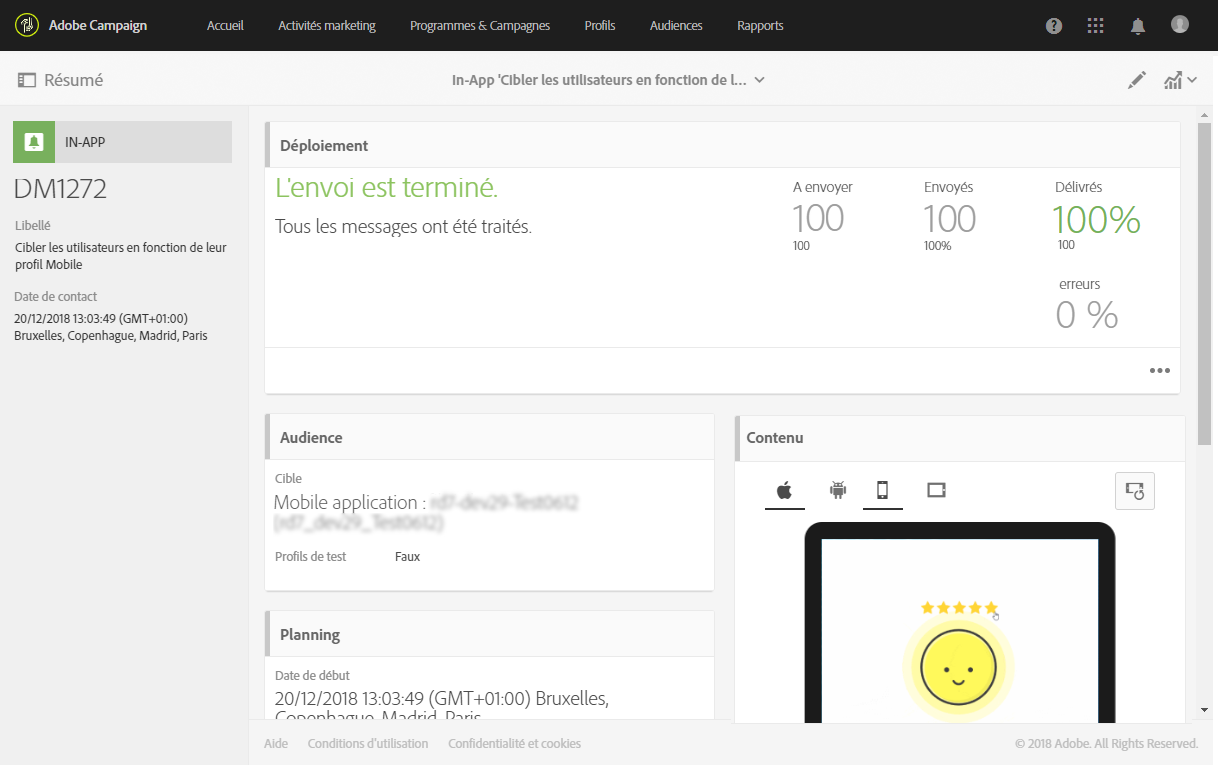 Adobe Campaign Accueil Activités marketing Programmes & Campagnes Profils Audiences Rapports
Résumé In-App 'Cibler les utilisateurs en fonction de l...
IN-APP
DM1272
Libellé
Cibler les utilisateurs en fonction de leur
profil Mobile
Date de contact
20/12/2018 13:03:49 (GMT+01:00)
Bruxelles, Copenhague, Madrid, Paris
Déploiement
L'envoi est terminé.
Tous les messages ont été traités.
A envoyer
100
100
Envoyés
100
100%
Délivrés
100%
100
erreurs
0 %
Audience
Cible
Mobile application :
Profils de test Faux
Planning
Date de début
20/12/2018 13:03:49 (GMT+01:00) Bruxelles,
Copenhague, Madrid, Paris
Contenu
Aide Conditions d'utilisation Confidentialité et cookies
© 2018 Adobe. All Rights Reserved.